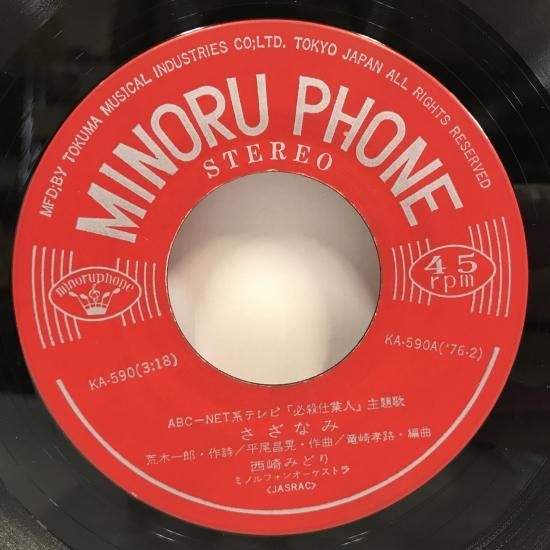 MFD;BY TOKUMA MUSICAL INDUSTRIES CO;LTD. TOKYO JAPAN ALL RIGHTS RESERVED
MINORU PHONE
STEREO
minoruphone
45
rpm
KA-590(3:18)
KA-590A('76-2)
ABC-NET系テレビ「必殺仕業人」主題歌
さざなみ
荒木一郎・作詩／平尾昌晃・作曲／竜崎孝路・編曲
西崎みどり
ミノルフォンオーケストラ
<JASRAC>